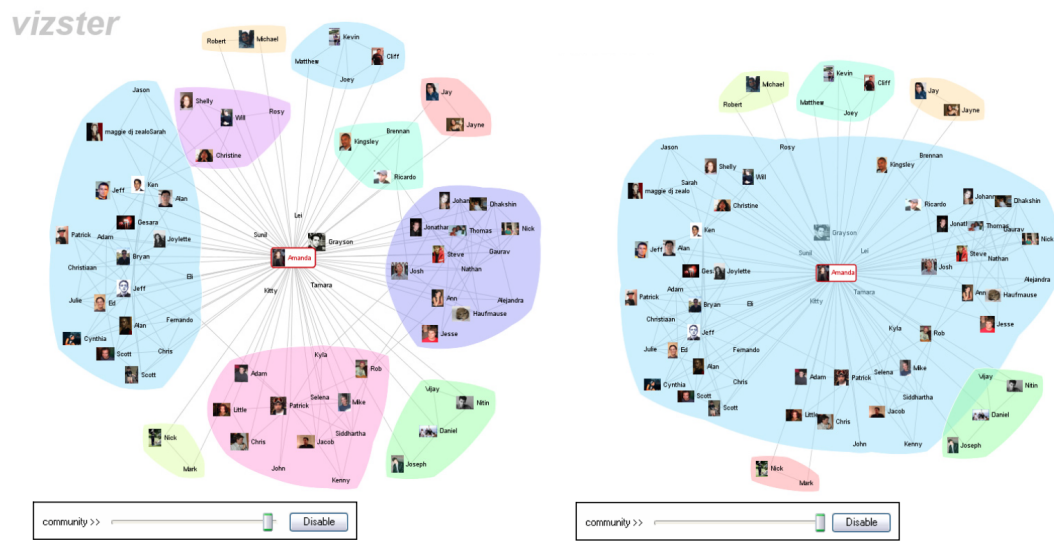 vizster
Robert
Michael
Kevin
Cliff
Matthew
Joey
Jason
Shelly
Will
Rosy
maggie dj zealo
Sarah
Christine
Jay
Jayne
Brennan
Kingsley
Ricardo
Jeff
Ken
Alan
Gesara
Patrick
Adam
Joylette
Bryan
Christiaan
Eli
Jeff
Julie
Ed
Fernando
Alan
Cynthia
Scott
Chris
Scott
Lei
Sunil
Grayson
Amanda
Kitty
Tamara
Johan
Dhakshin
Jonathan
Thomas
Nick
Steve
Gaurav
Josh
Nathan
Ann
Alejandra
Haufmause
Jesse
Kyla
Adam
Rob
Selena
Little
Patrick
Mike
Chris
Jacob
Siddhartha
John
Kenny
Vijay
Nitin
Daniel
Joseph
Nick
Mark
community >>
Disable
Michael
Robert
Kevin
Cliff
Matthew
Joey
Jay
Jayne
Jason
Rosy
Shelly
Will
maggie dj zealo
Sarah
Christine
Brennan
Kingsley
Ricardo
Ken
Jeff
Alan
Joylette
Patrick
Adam
Bryan
Christiaan
Eli
Jeff
Julie
Ed
Fernando
Alan
Cynthia
Scott
Chris
Scott
Grayson
Sunil
Lei
Amanda
Kitty
Tamara
Johan
Dhakshin
Thomas
Nick
Gaurav
Steve
Josh
Nathan
Ann
Alejandra
Haufmause
Jesse
Kyla
Rob
Adam
Patrick
Selena
Mike
Siddhartha
Little
Chris
Jacob
John
Kenny
Vijay
Nitin
Daniel
Joseph
Nick
Mark
community >>
Disable